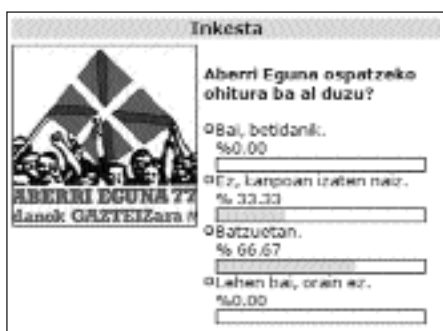 Inkesta
ABERRI EGUNA 77
danok GAZTEIZara
Aberri Eguna ospatzeko
ohitura ba al duzu?
Bai, betidanik.
%0.00
Ez, kanpoan izaten naiz.
% 33.33
Batzuetan.
% 66.67
Lehen bai, orain ez.
%0.00